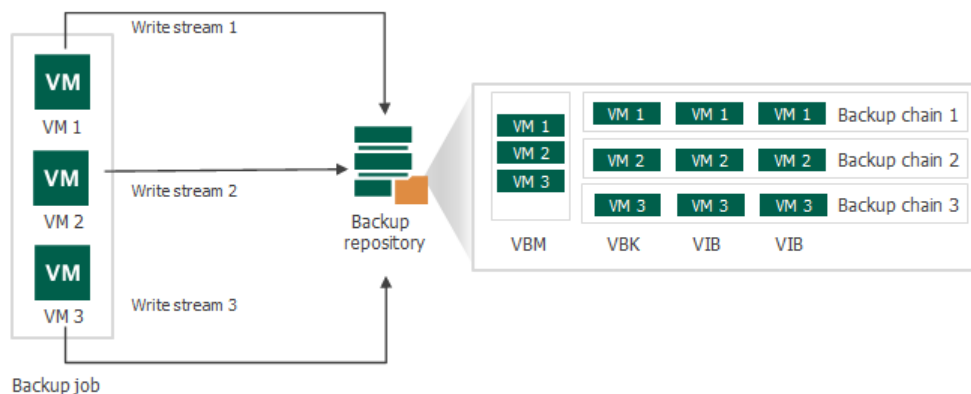 Write stream 1
VM
VM 1
VM
VM 2
Write stream 2
VM
VM 3
Write stream 3
Backup job
Backup
repository
VM 1
VM 2
VM 3
VBM
VM 1 VM 1 VM 1 Backup chain 1
VM 2 VM 2 VM 2 Backup chain 2
VM 3 VM 3 VM 3 Backup chain 3
VBK VIB VIB